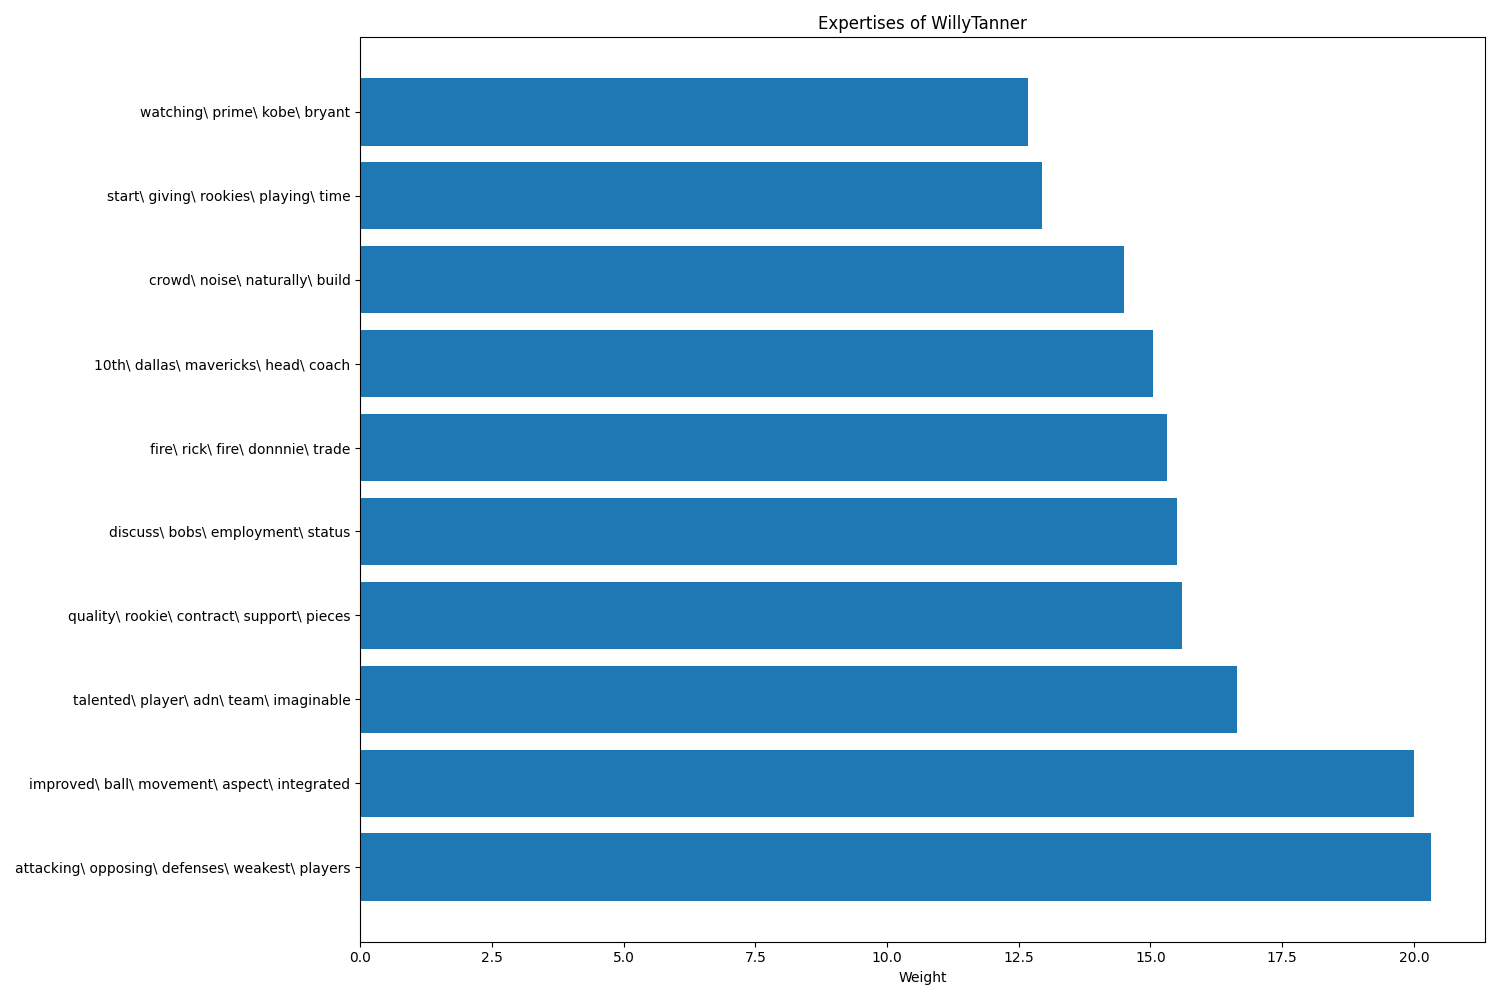 Expertises of WillyTanner
watching\ prime\ kobe\ bryant
start\ giving\ rookies\ playing\ time
crowd\ noise\ naturally\ build
10th\ dallas\ mavericks\ head\ coach
fire\ rick\ fire\ donnnie\ trade
discuss\ bobs\ employment\ status
quality\ rookie\ contract\ support\ pieces
talented\ player\ adn\ team\ imaginable
improved\ ball\ movement\ aspect\ integrated
attacking\ opposing\ defenses\ weakest\ players
0.0 2.5 5.0 7.5 10.0 12.5 15.0 17.5 20.0
Weight